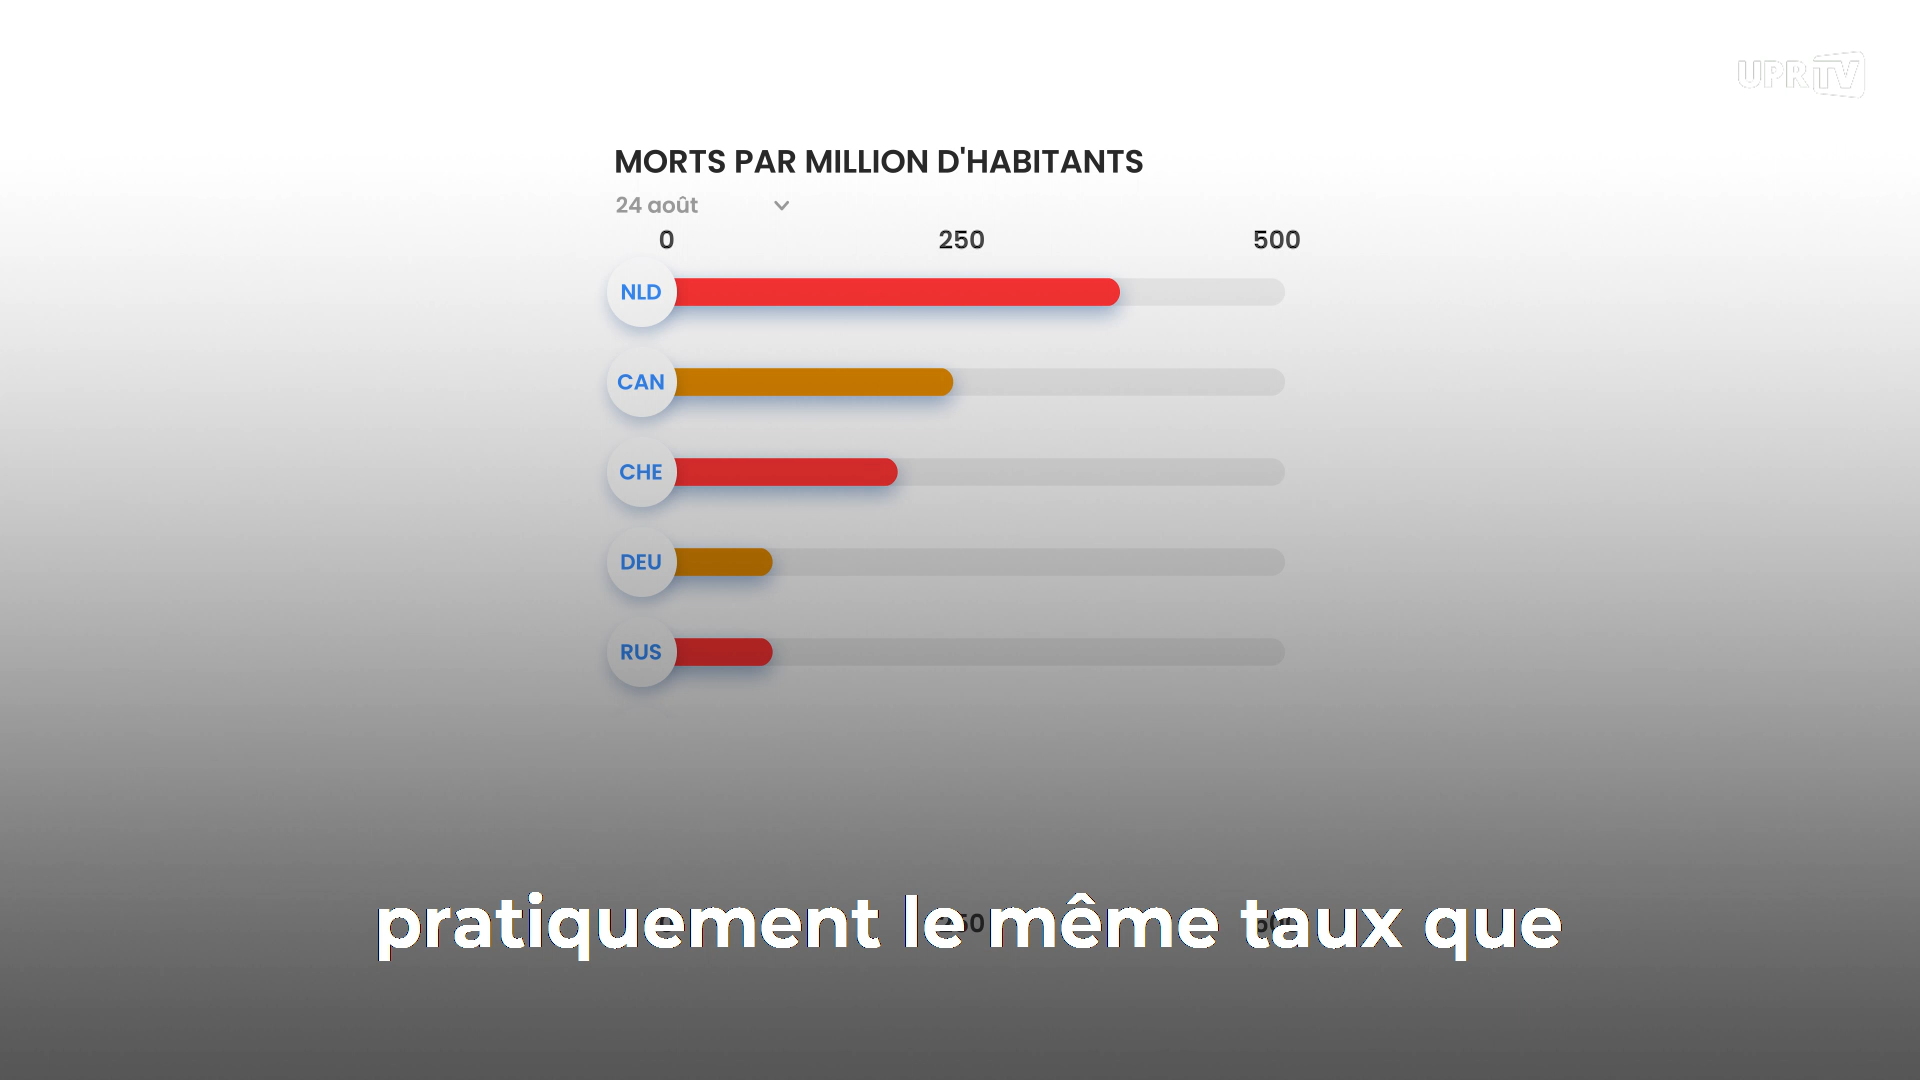 UPR TV
MORTS PAR MILLION D'HABITANTS
24 août
0 250 500
NLD
CAN
CHE
DEU
RUS
pratiquement le même taux que